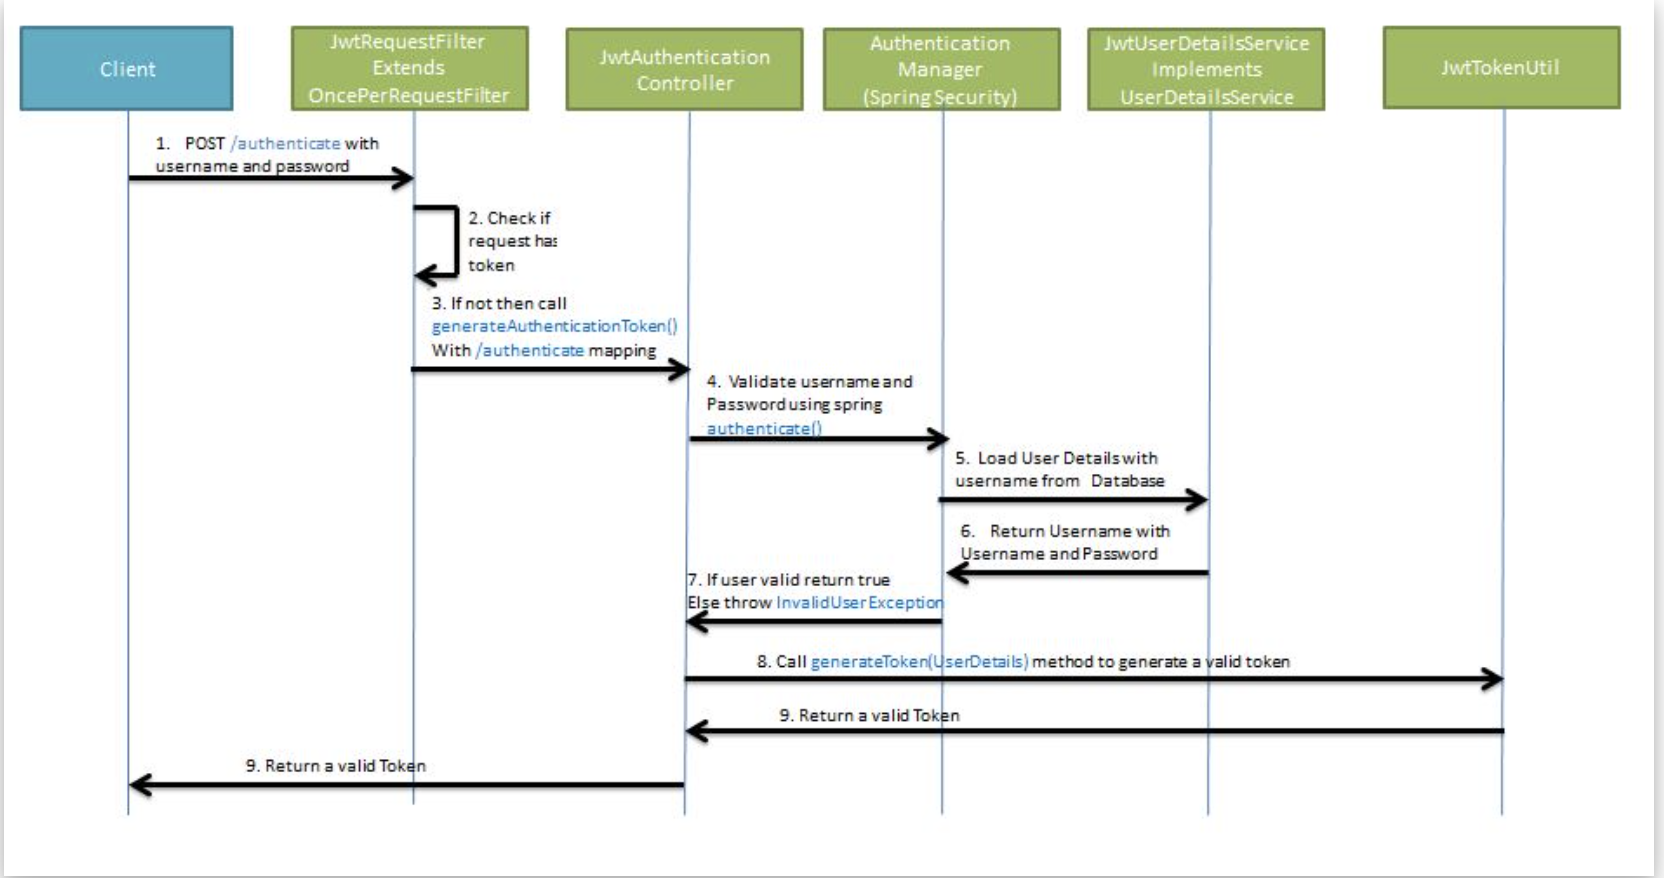 Client
JwtRequestFilter
Extends
OncePerRequestFilter
JwtAuthentication
Controller
Authentication
Manager
(Spring Security)
JwtUserDetailsService
Implements
UserDetailsService
JwtTokenUtil
1. POST /authenticate with
username and password
2. Check if
request has
token
3. If not then call
generateAuthenticationToken()
With /authenticate mapping
4. Validate username and
Password using spring
authenticate()
5. Load User Details with
username from Database
6. Return Username with
Username and Password
7. If user valid return true
Else throw InvalidUserException
8. Call generateToken(UserDetails) method to generate a valid token
9. Return a valid Token
9. Return a valid Token